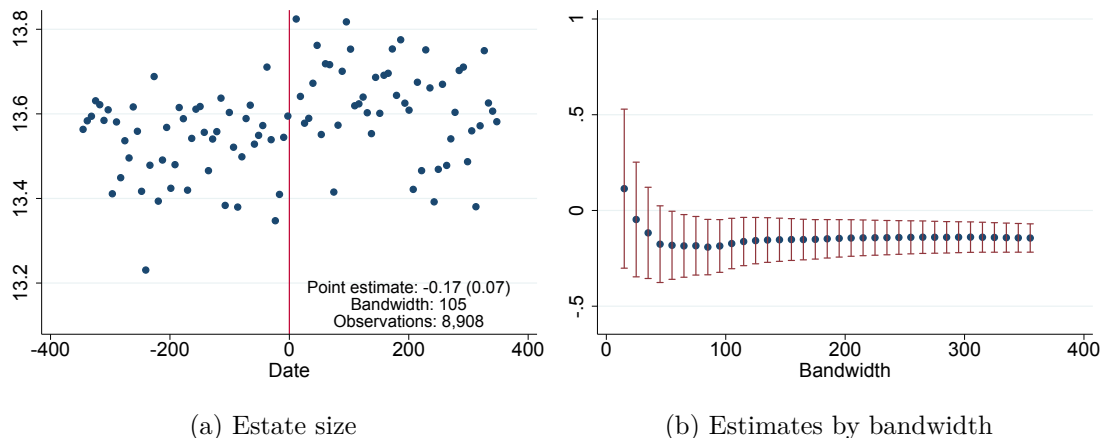 13.8
13.6
13.4
13.2
Point estimate: -0.17 (0.07)
Bandwidth: 105
Observations: 8,908
-400 -200 0 200 400
Date
(a) Estate size
1
.5
0
-.5
0 100 200 300 400
Bandwidth
(b) Estimates by bandwidth